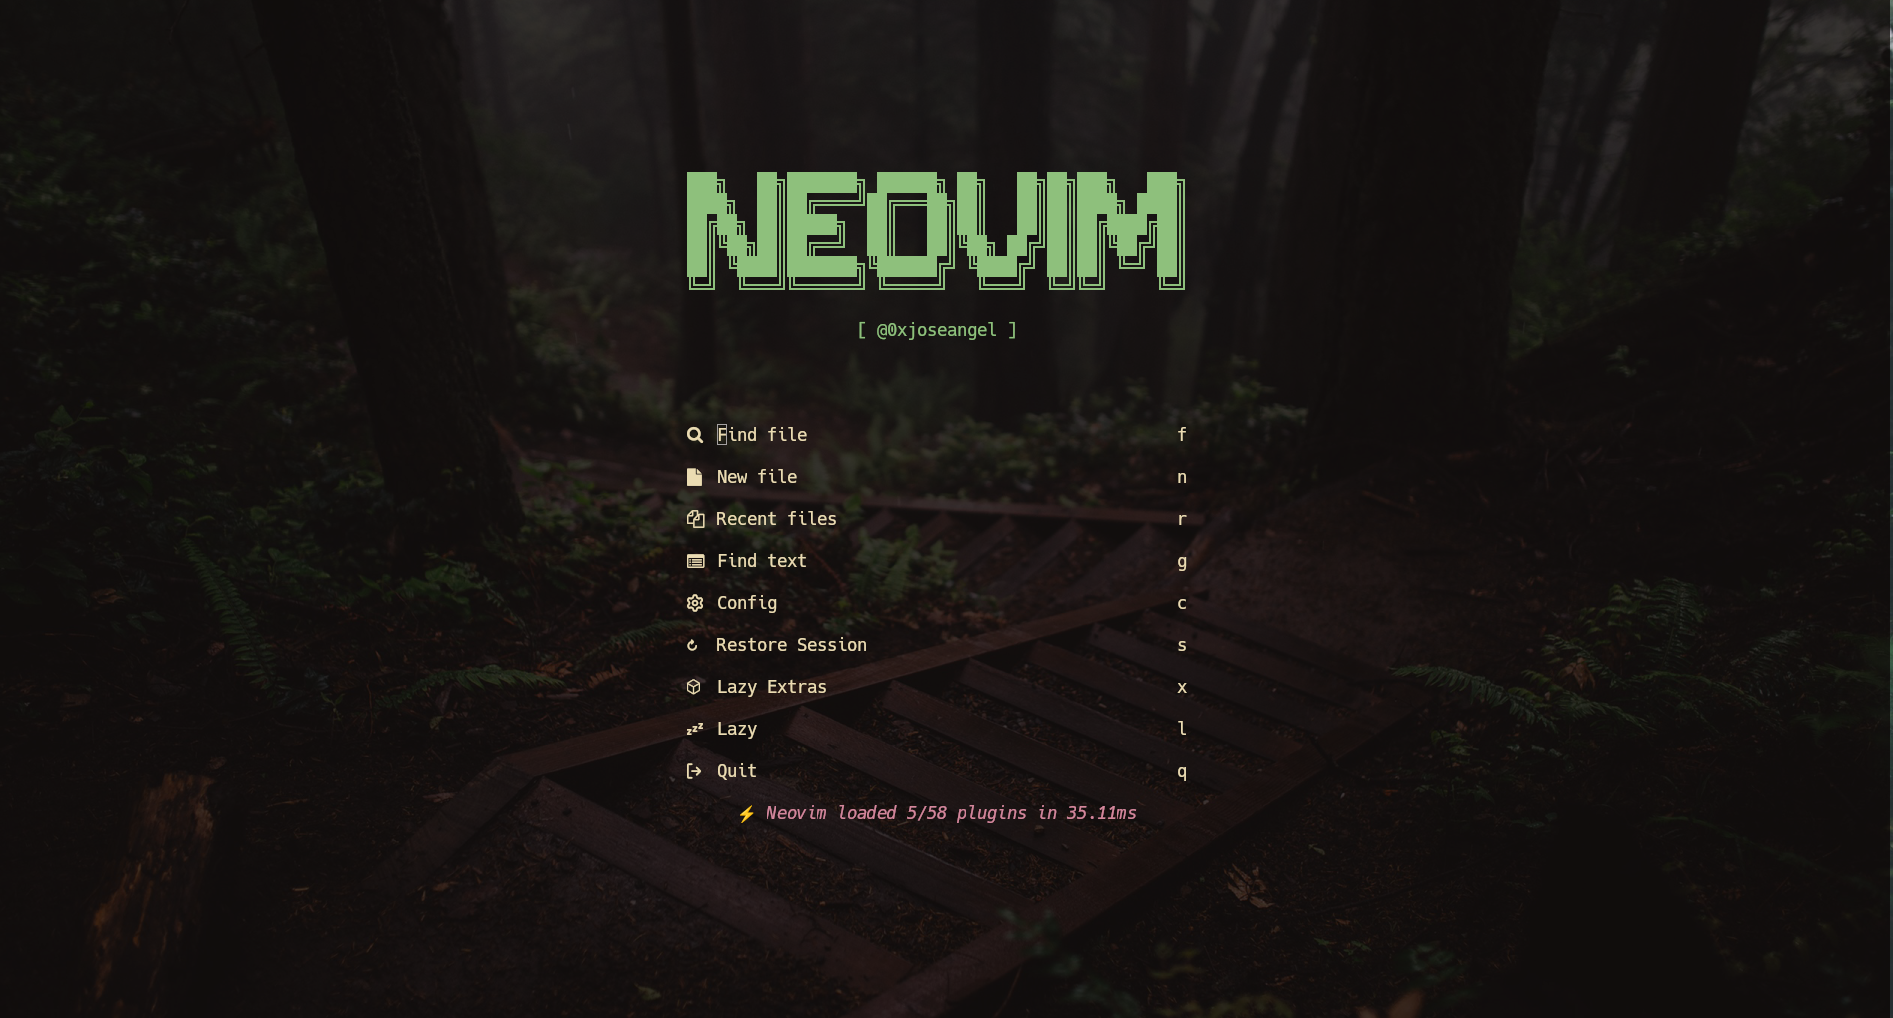 NEOVIM
[ @0xjoseangel ]
Find file f
New file n
Recent files r
Find text g
Config c
Restore Session s
Lazy Extras x
Lazy l
Quit q
⚡ Neovim loaded 5/58 plugins in 35.11ms